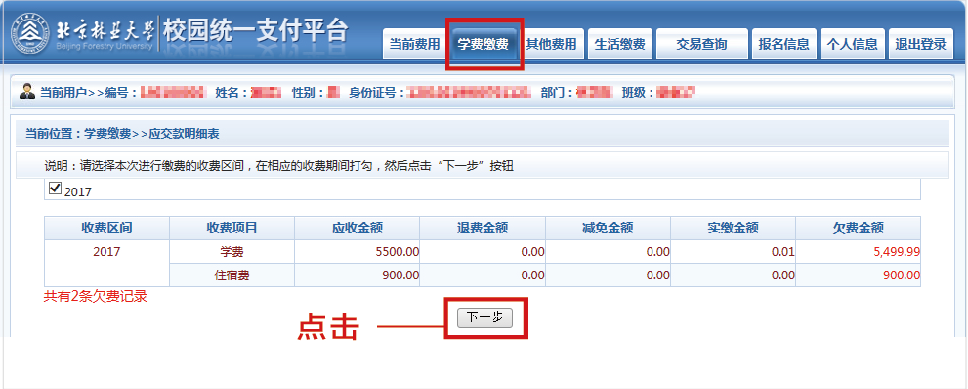 北京林业大学
Beijing Forestry University
校园统一支付平台
当前费用 学费缴费 其他费用 生活缴费 交易查询 报名信息 个人信息 退出登录
当前用户>>编号： 姓名： 性别： 身份证号： 部门： 班级：
当前位置：学费缴费>>应交款明细表
说明：请选择本次进行缴费的收费区间，在相应的收费期间打勾，然后点击“下一步”按钮
2017
收费区间 收费项目 应收金额 退费金额 减免金额 实缴金额 欠费金额
2017 学费 5500.00 0.00 0.00 0.01 5,499.99
住宿费 900.00 0.00 0.00 0.00 900.00
共有2条欠费记录
点击 下一步